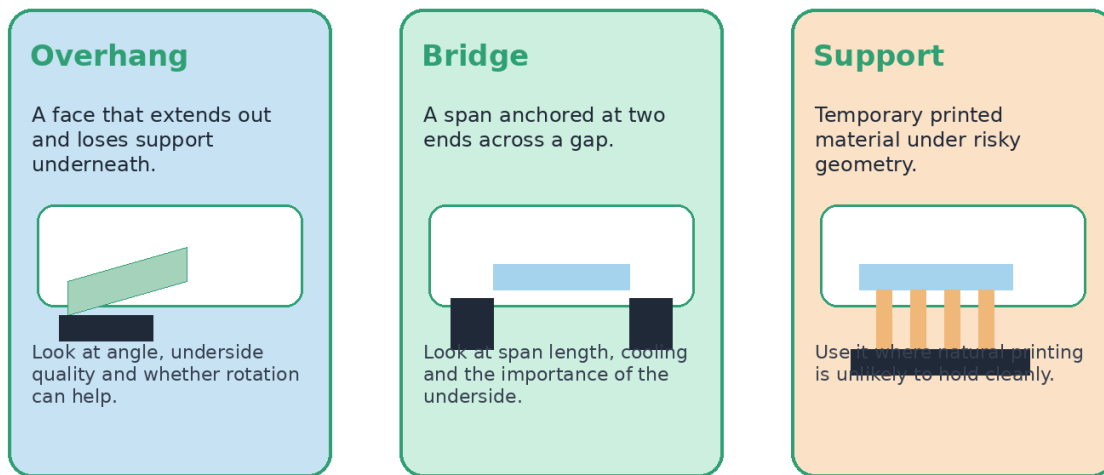 Overhang
A face that extends out
and loses support
underneath.
Look at angle, underside
quality and whether rotation
can help.
Bridge
A span anchored at two
ends across a gap.
Look at span length, cooling
and the importance of the
underside.
Support
Temporary printed
material under risky
geometry.
Use it where natural printing
is unlikely to hold cleanly.